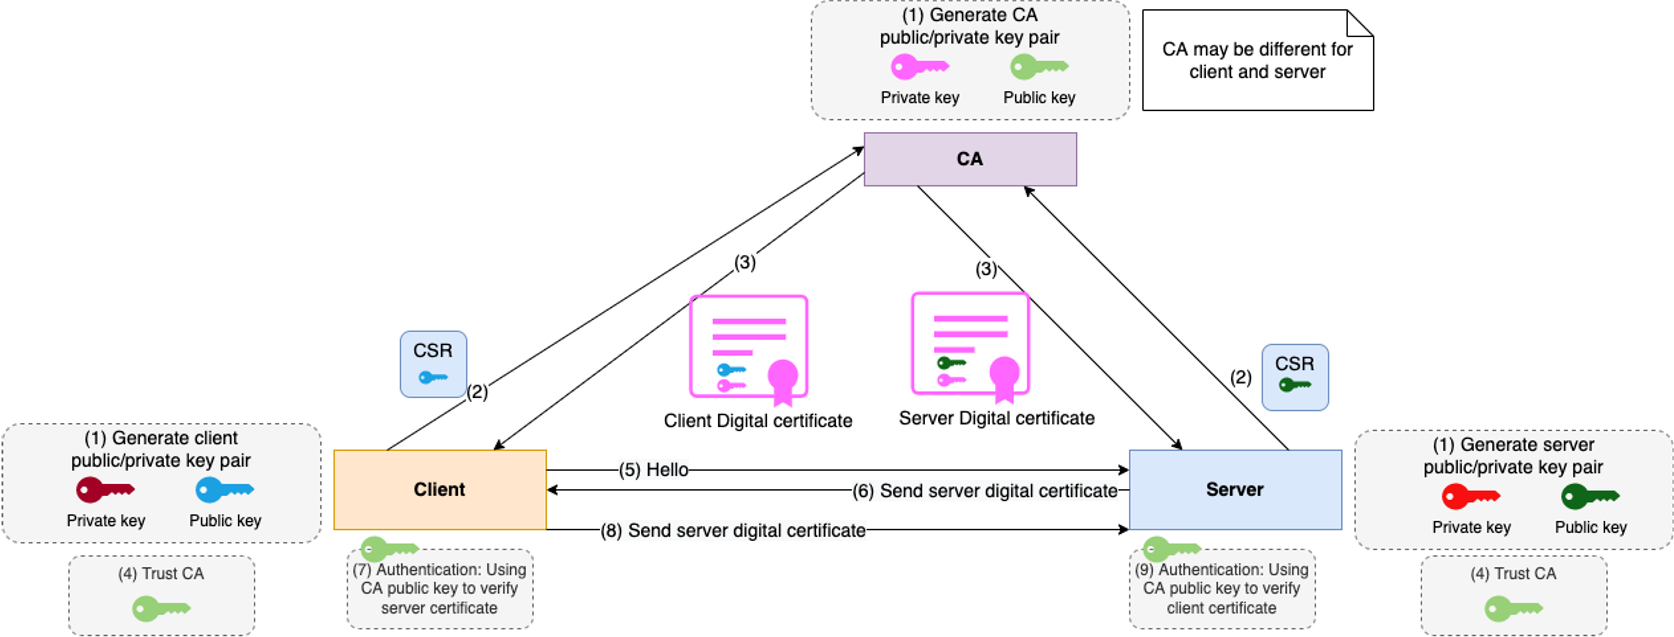 (1) Generate CA
public/private key pair
Private key
Public key
CA may be different for
client and server
CA
(3)
(3)
CSR
(2)
Client Digital certificate
Server Digital certificate
(2)
CSR
(1) Generate client
public/private key pair
Private key
Public key
Client
(5) Hello
(6) Send server digital certificate
(8) Send server digital certificate
Server
(1) Generate server
public/private key pair
Private key
Public key
(4) Trust CA
(7) Authentication: Using
CA public key to verify
server certificate
(9) Authentication: Using
CA public key to verify
client certificate
(4) Trust CA